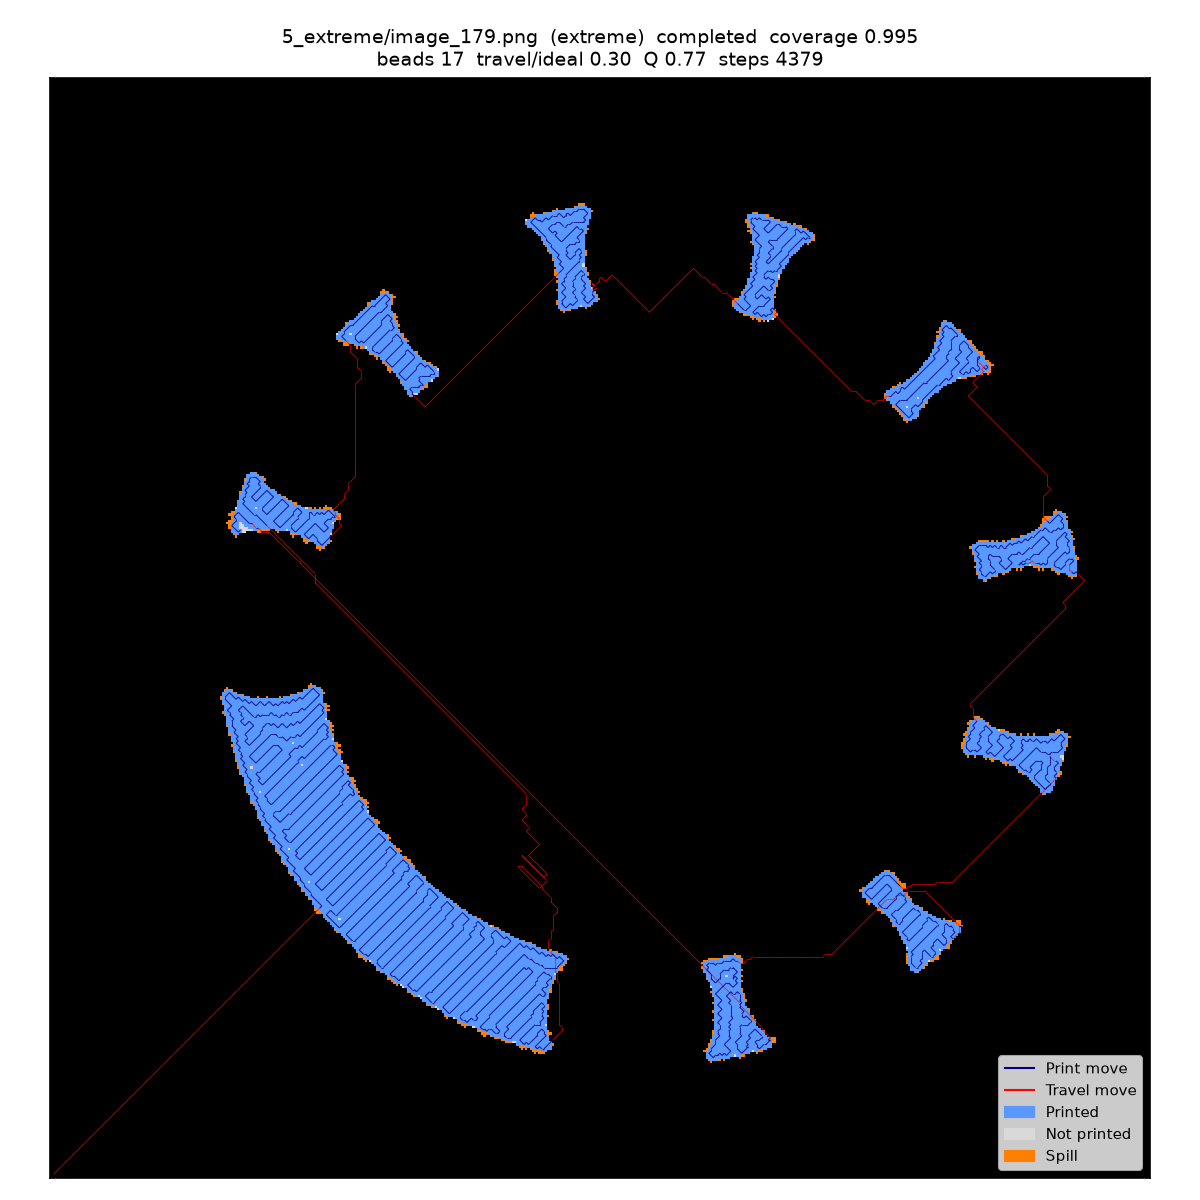 5_extreme/image_179.png  (extreme)  completed  coverage 0.995
beads 17  travel/ideal 0.30  Q 0.77  steps 4379
Print move
Travel move
Printed
Not printed
Spill